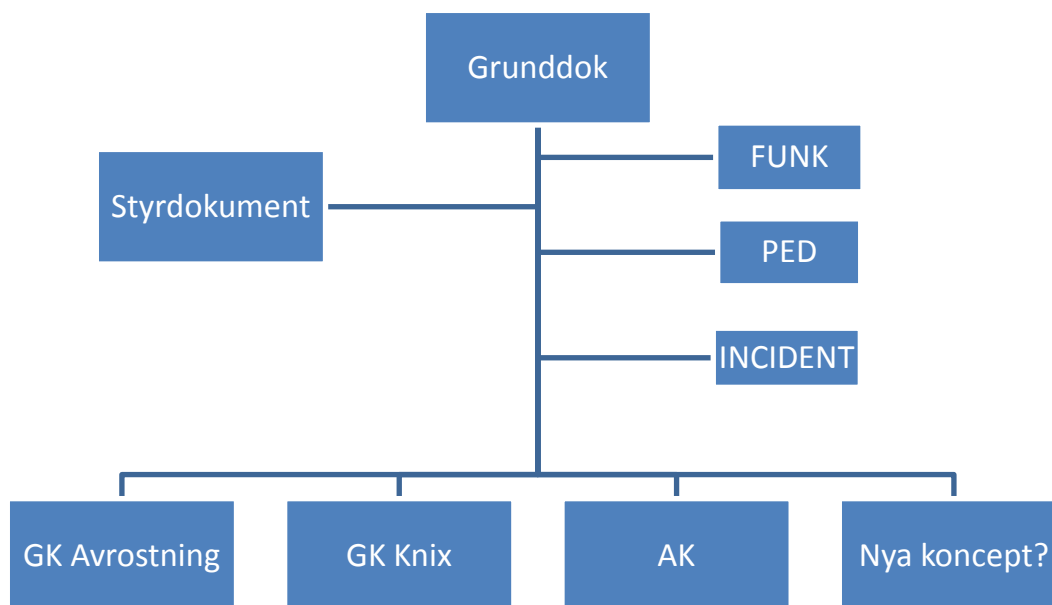 Grunddok
FUNK
Styrdokument
PED
INCIDENT
GK Avrostning
GK Knix
AK
Nya koncept?